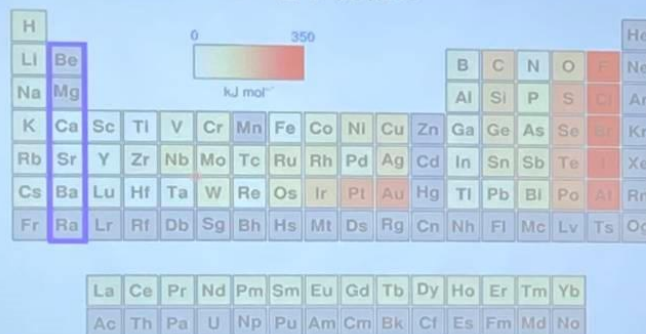 H He
0 350
kJ mol⁻¹
Li Be B C N O F Ne
Na Mg Al Si P S Cl Ar
K Ca Sc Ti V Cr Mn Fe Co Ni Cu Zn Ga Ge As Se Br Kr
Rb Sr Y Zr Nb Mo Tc Ru Rh Pd Ag Cd In Sn Sb Te I Xe
Cs Ba Lu Hf Ta W Re Os Ir Pt Au Hg Tl Pb Bi Po At Rn
Fr Ra Lr Rf Db Sg Bh Hs Mt Ds Rg Cn Nh Fl Mc Lv Ts Og
La Ce Pr Nd Pm Sm Eu Gd Tb Dy Ho Er Tm Yb
Ac Th Pa U Np Pu Am Cm Bk Cf Es Fm Md No